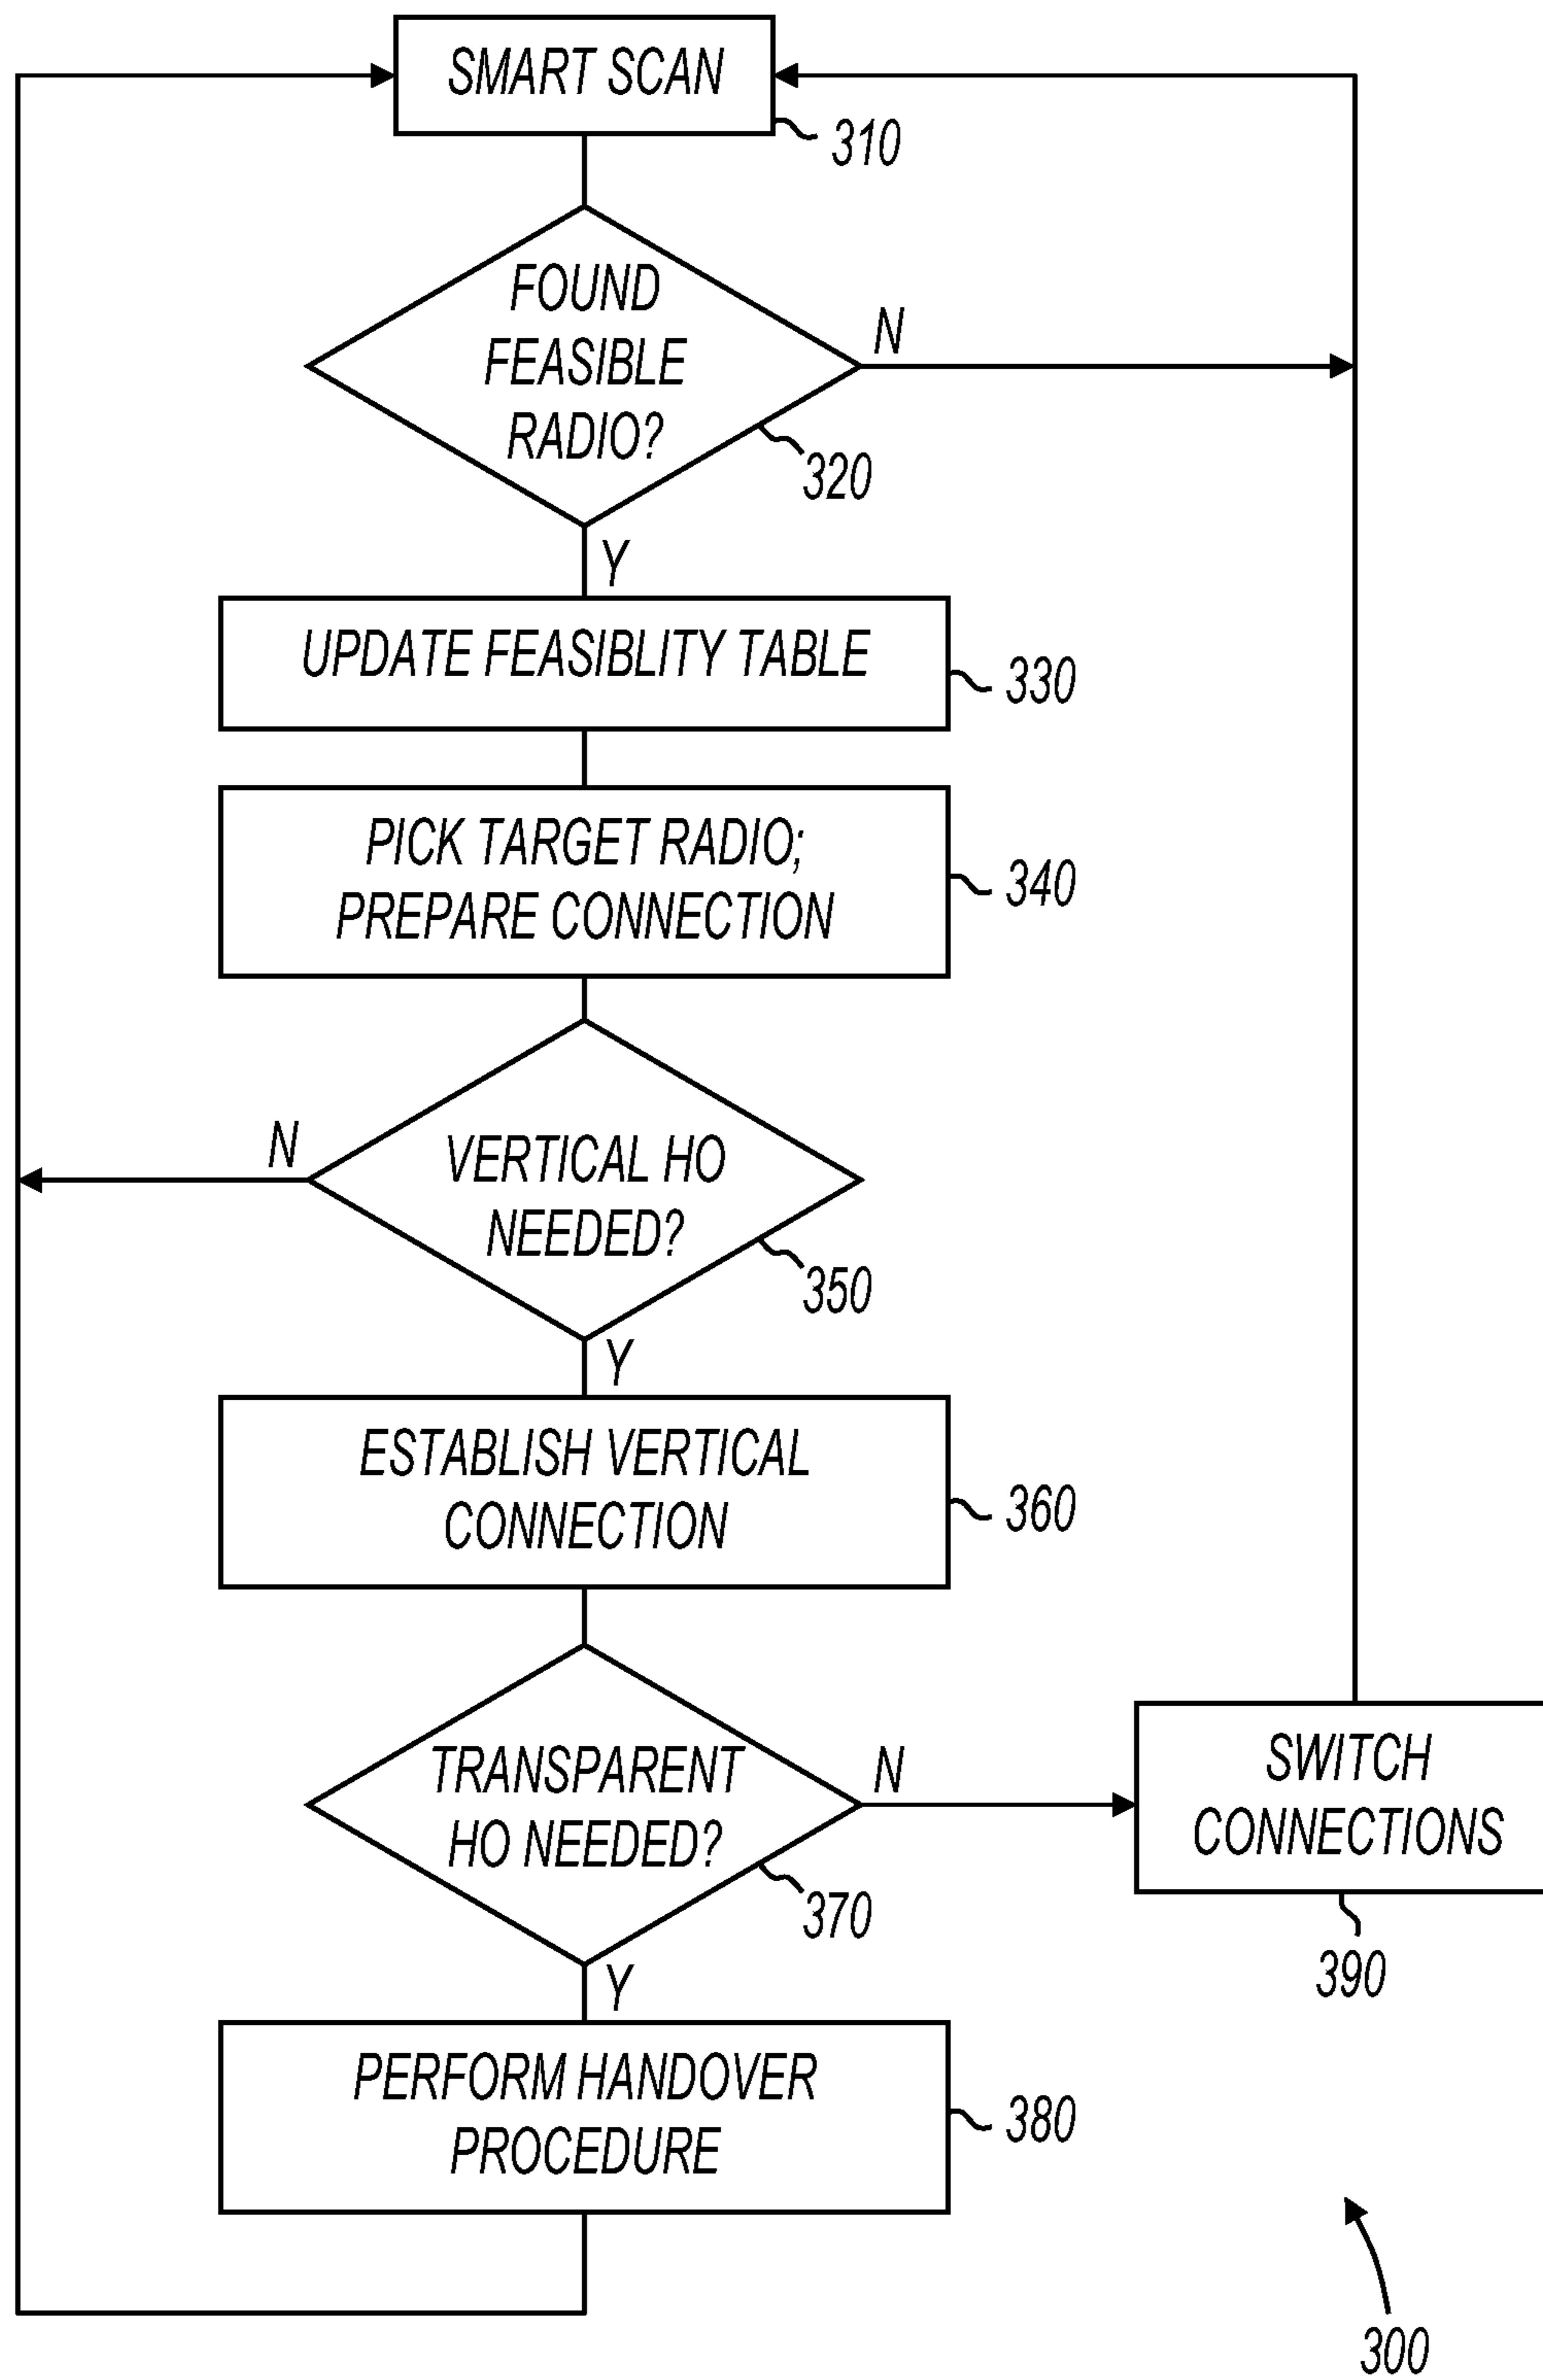 SMART SCAN
310
FOUND
FEASIBLE
RADIO?
N
320
Y
UPDATE FEASIBLITY TABLE
330
PICK TARGET RADIO;
PREPARE CONNECTION
340
N
VERTICAL HO
NEEDED?
350
Y
ESTABLISH VERTICAL
CONNECTION
360
TRANSPARENT
HO NEEDED?
N
370
SWITCH
CONNECTIONS
390
Y
PERFORM HANDOVER
PROCEDURE
380
300